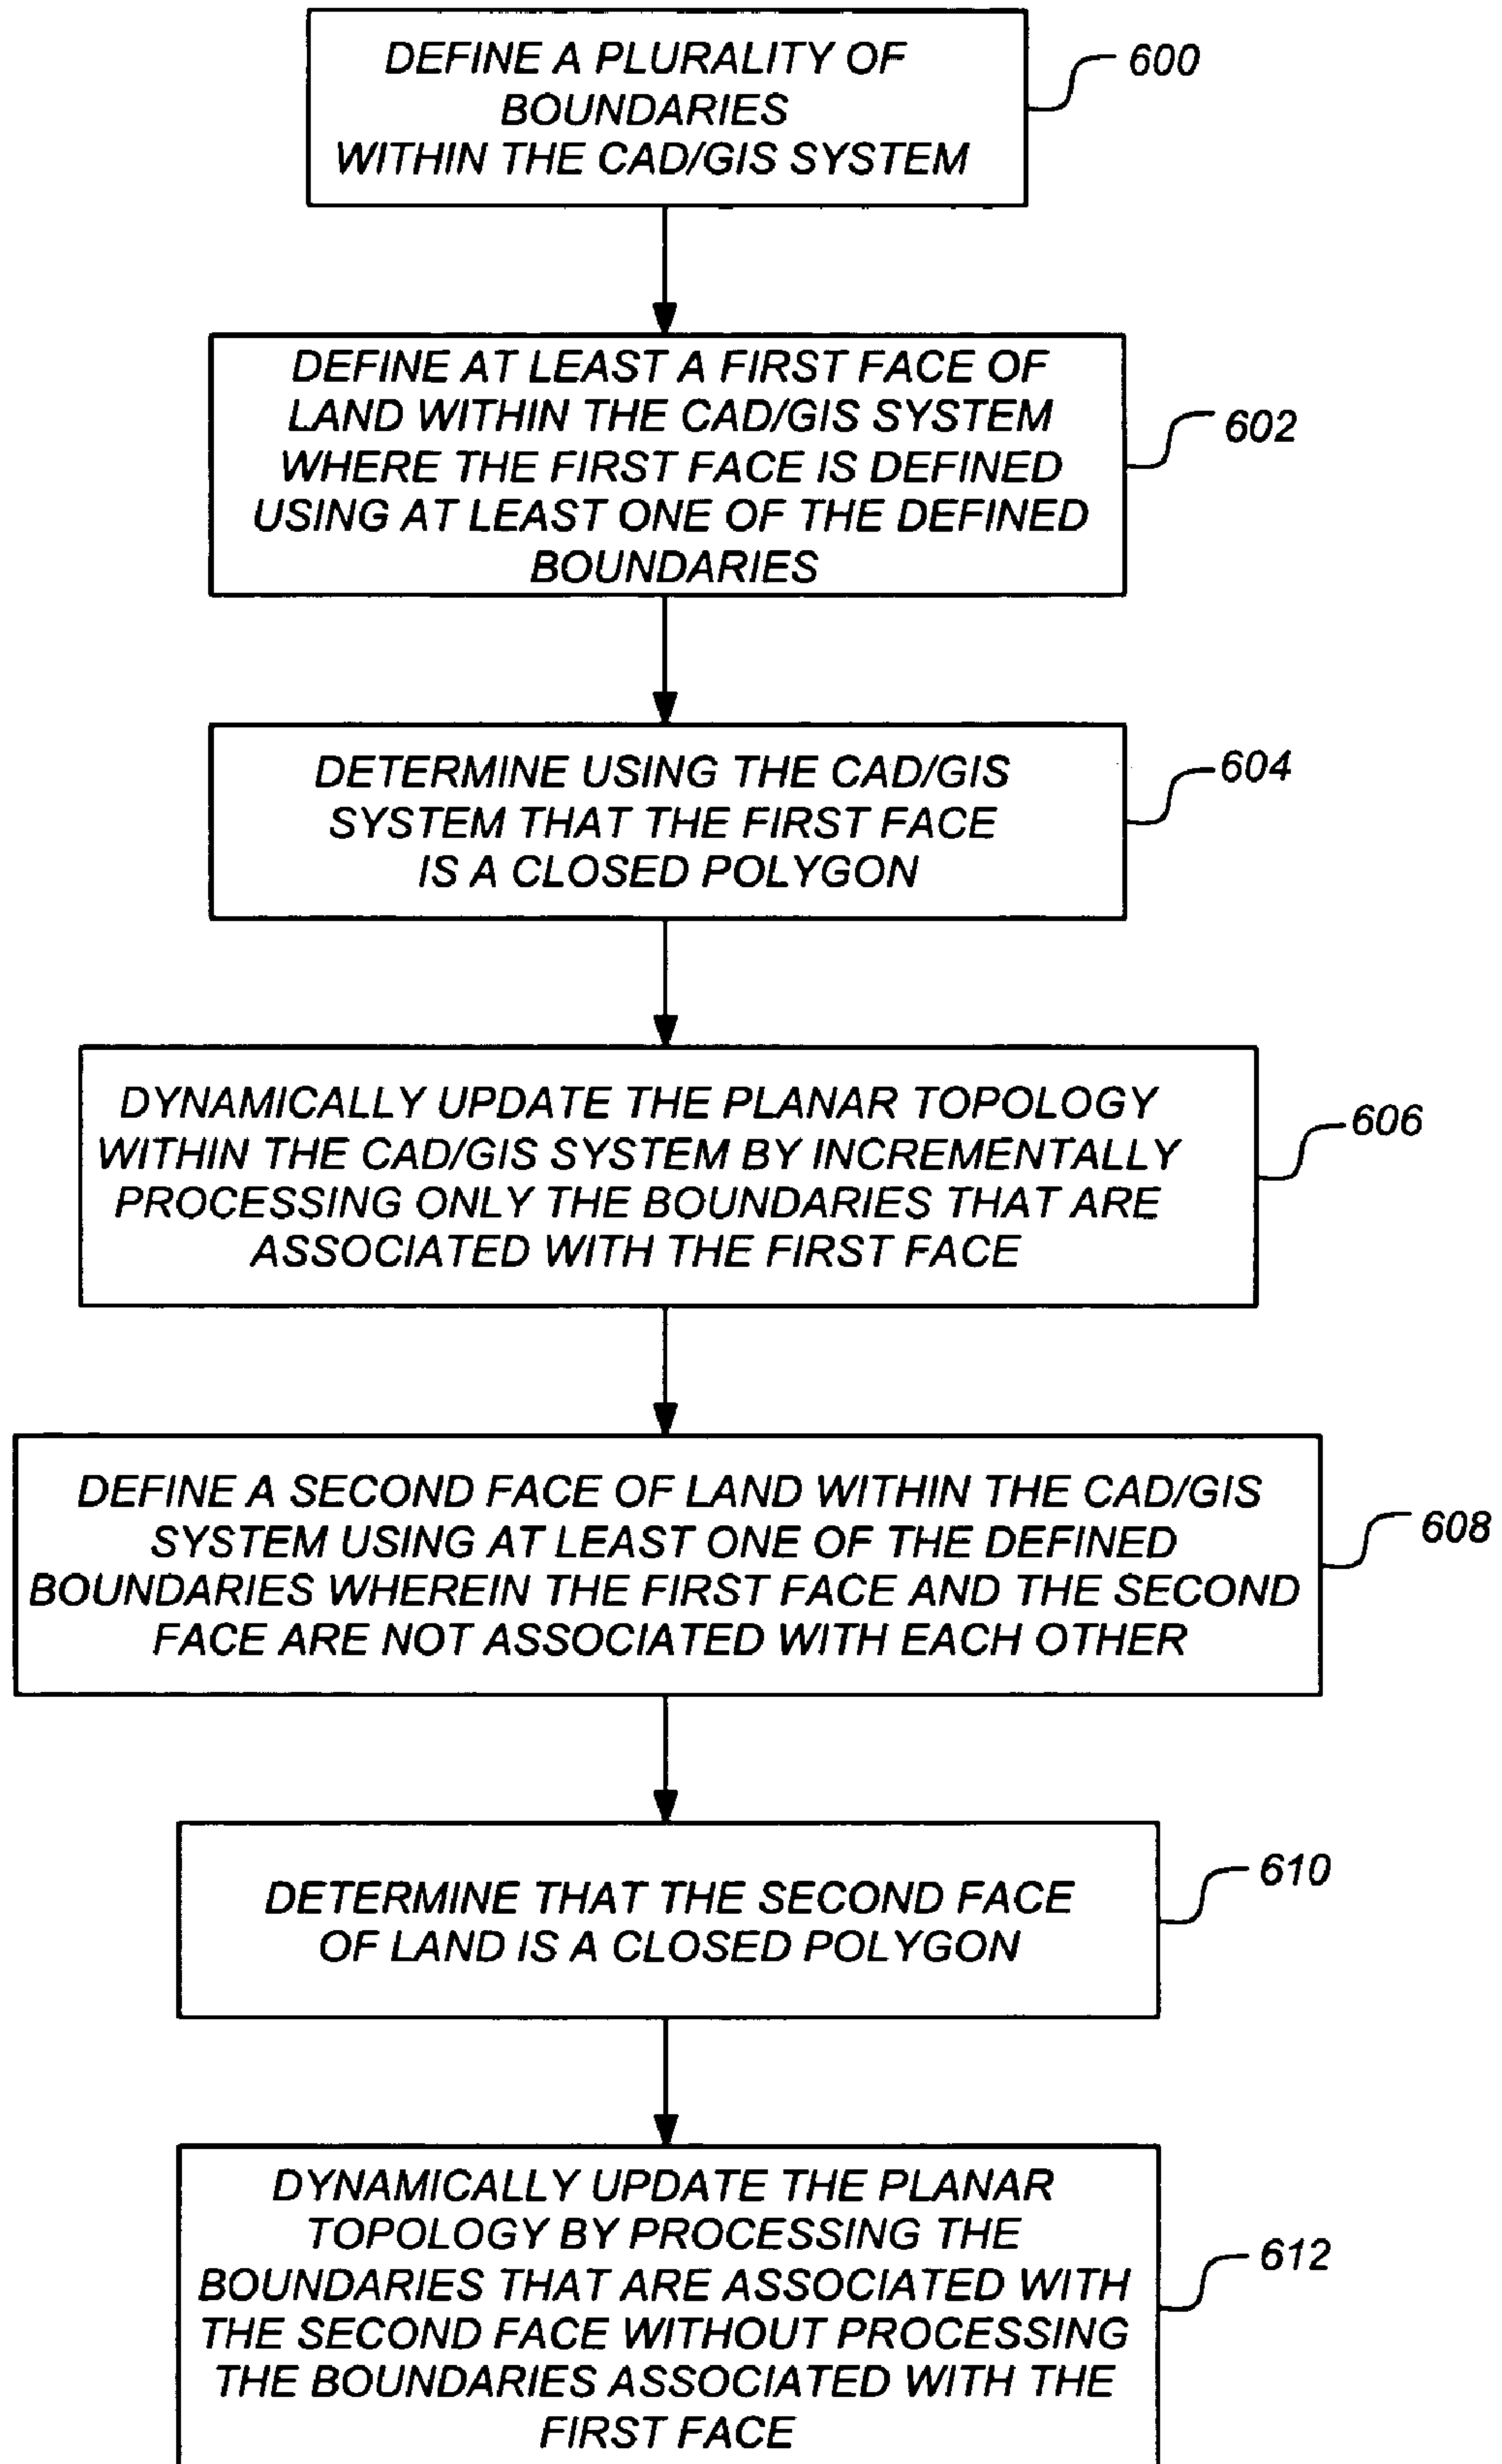 DEFINE A PLURALITY OF
BOUNDARIES
WITHIN THE CAD/GIS SYSTEM
600
DEFINE AT LEAST A FIRST FACE OF
LAND WITHIN THE CAD/GIS SYSTEM
WHERE THE FIRST FACE IS DEFINED
USING AT LEAST ONE OF THE DEFINED
BOUNDARIES
602
DETERMINE USING THE CAD/GIS
SYSTEM THAT THE FIRST FACE
IS A CLOSED POLYGON
604
DYNAMICALLY UPDATE THE PLANAR TOPOLOGY
WITHIN THE CAD/GIS SYSTEM BY INCREMENTALLY
PROCESSING ONLY THE BOUNDARIES THAT ARE
ASSOCIATED WITH THE FIRST FACE
606
DEFINE A SECOND FACE OF LAND WITHIN THE CAD/GIS
SYSTEM USING AT LEAST ONE OF THE DEFINED
BOUNDARIES WHEREIN THE FIRST FACE AND THE SECOND
FACE ARE NOT ASSOCIATED WITH EACH OTHER
608
DETERMINE THAT THE SECOND FACE
OF LAND IS A CLOSED POLYGON
610
DYNAMICALLY UPDATE THE PLANAR
TOPOLOGY BY PROCESSING THE
BOUNDARIES THAT ARE ASSOCIATED WITH
THE SECOND FACE WITHOUT PROCESSING
THE BOUNDARIES ASSOCIATED WITH THE
FIRST FACE
612